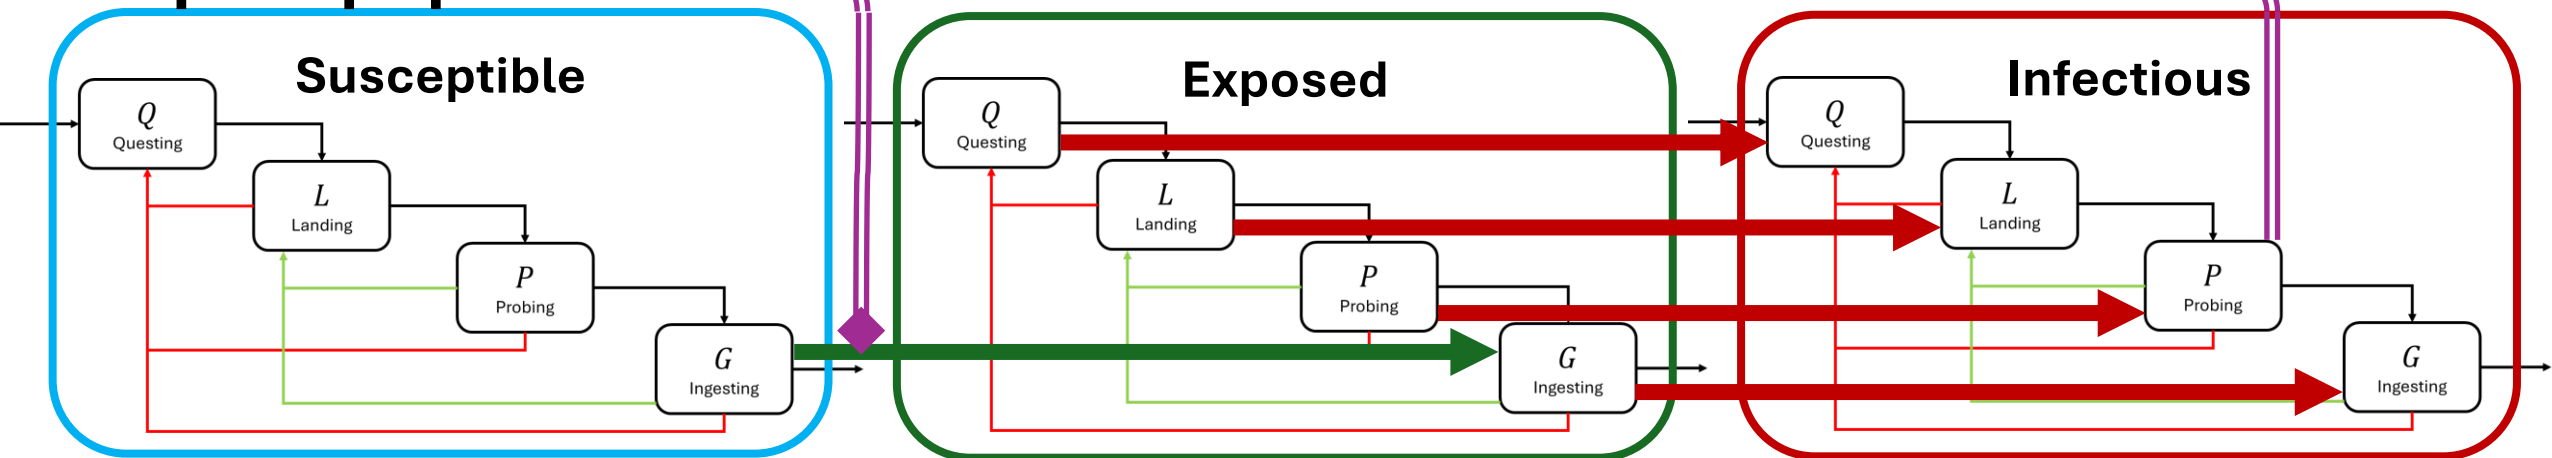 Susceptible
Q
Questing
L
Landing
P
Probing
G
Ingesting
Exposed
Q
Questing
L
Landing
P
Probing
G
Ingesting
Infectious
Q
Questing
L
Landing
P
Probing
G
Ingesting